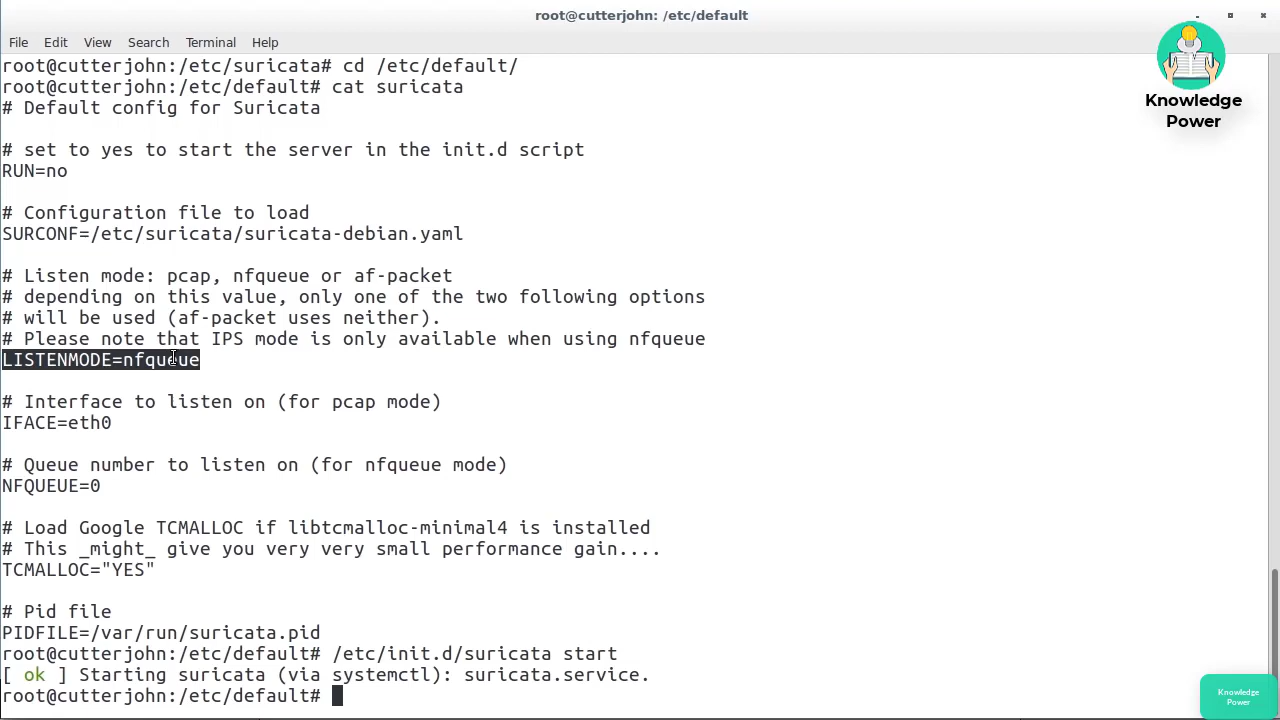 root@cutterjohn: /etc/default
File Edit View Search Terminal Help
root@cutterjohn:/etc/suricata# cd /etc/default/
root@cutterjohn:/etc/default# cat suricata
# Default config for Suricata
# set to yes to start the server in the init.d script
RUN=no
# Configuration file to load
SURCONF=/etc/suricata/suricata-debian.yaml
# Listen mode: pcap, nfqueue or af-packet
# depending on this value, only one of the two following options
# will be used (af-packet uses neither).
# Please note that IPS mode is only available when using nfqueue
LISTENMODE=nfqueue
# Interface to listen on (for pcap mode)
IFACE=eth0
# Queue number to listen on (for nfqueue mode)
NFQUEUE=0
# Load Google TCMALLOC if libtcmalloc-minimal4 is installed
# This _might_ give you very very small performance gain....
TCMALLOC="YES"
# Pid file
PIDFILE=/var/run/suricata.pid
root@cutterjohn:/etc/default# /etc/init.d/suricata start
[ ok ] Starting suricata (via systemctl): suricata.service.
root@cutterjohn:/etc/default#
Knowledge
Power
Knowledge
Power